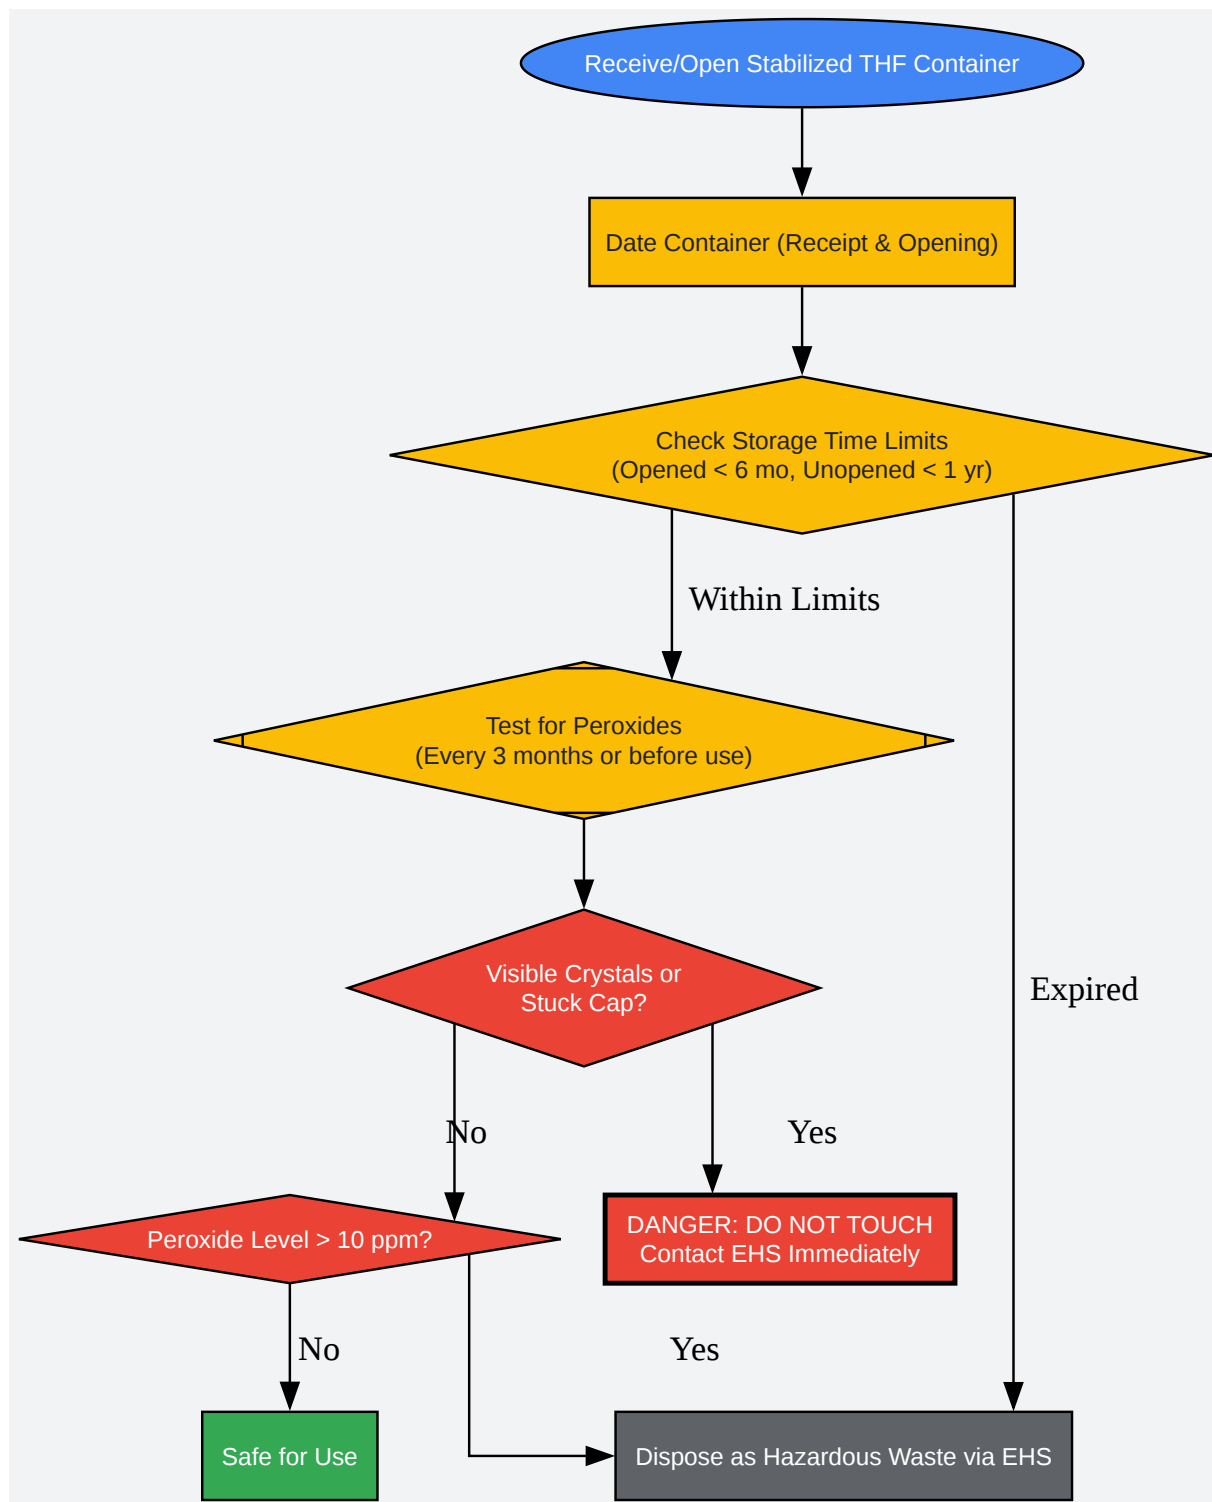 Receive/Open Stabilized THF Container
Date Container (Receipt & Opening)
Check Storage Time Limits
(Opened < 6 mo, Unopened < 1 yr)
Within Limits
Test for Peroxides
(Every 3 months or before use)
Visible Crystals or
Stuck Cap?
Expired
No
Yes
Peroxide Level > 10 ppm?
DANGER: DO NOT TOUCH
Contact EHS Immediately
No
Yes
Safe for Use
Dispose as Hazardous Waste via EHS